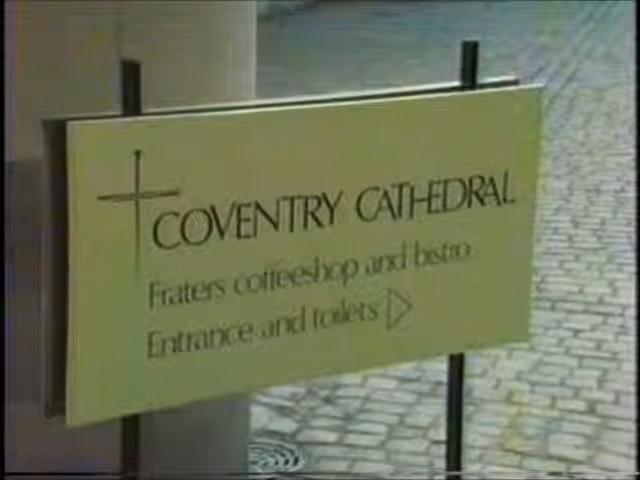 COVENTRY CATHEDRAL
Fraters coffeeshop and bistro
Entrance and toilets